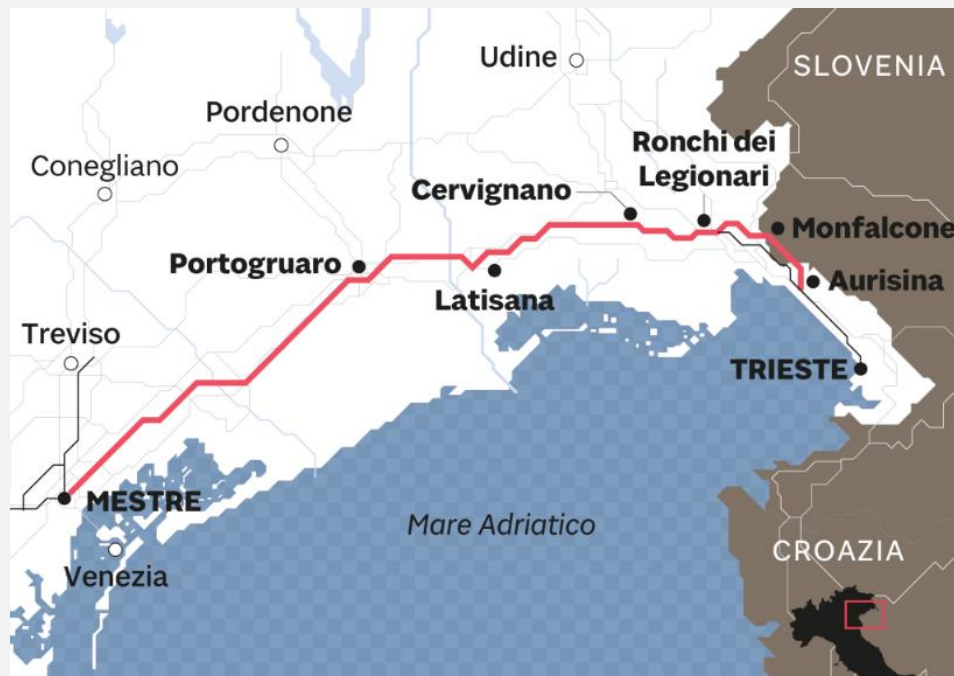 Udine
SLOVENIA
Pordenone
Ronchi dei
Legionari
Conegliano
Cervignano
Monfalcone
Portogruaro
Aurisina
Latisana
Treviso
TRIESTE
MESTRE
Mare Adriatico
CROAZIA
Venezia